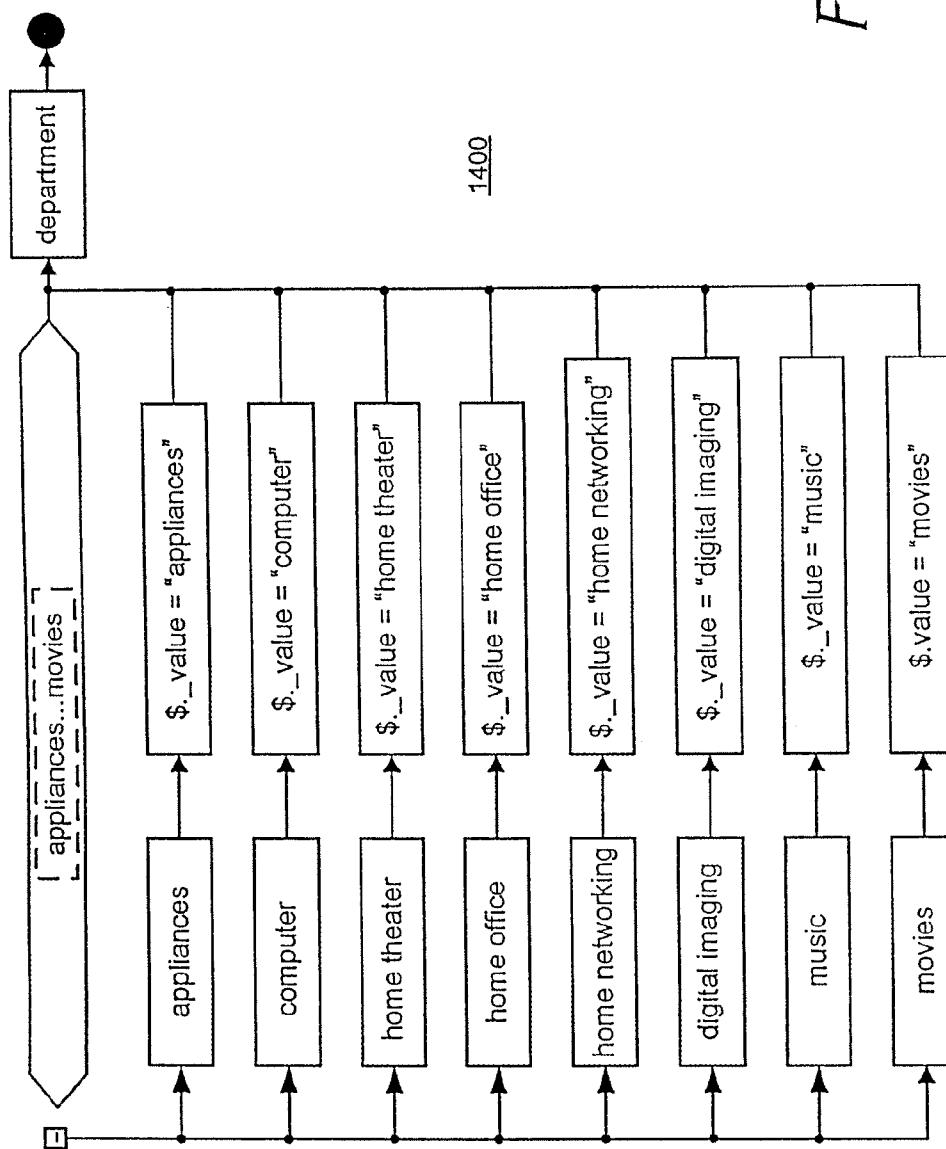 appliances...movies
department
appliances
$._value = “appliances”
computer
$._value = “computer”
home theater
$._value = “home theater”
home office
$._value = “home office”
home networking
$._value = “home networking”
digital imaging
$._value = “digital imaging”
music
$._value = “music”
movies
$.value = “movies”
1400
F